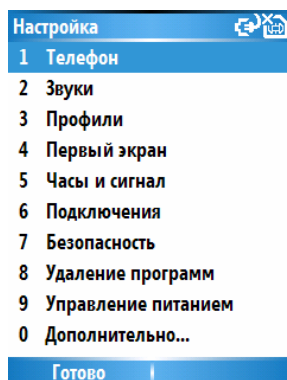 Настройка
1 Телефон
2 Звуки
3 Профили
4 Первый экран
5 Часы и сигнал
6 Подключения
7 Безопасность
8 Удаление программ
9 Управление питанием
0 Дополнительно...
Готово